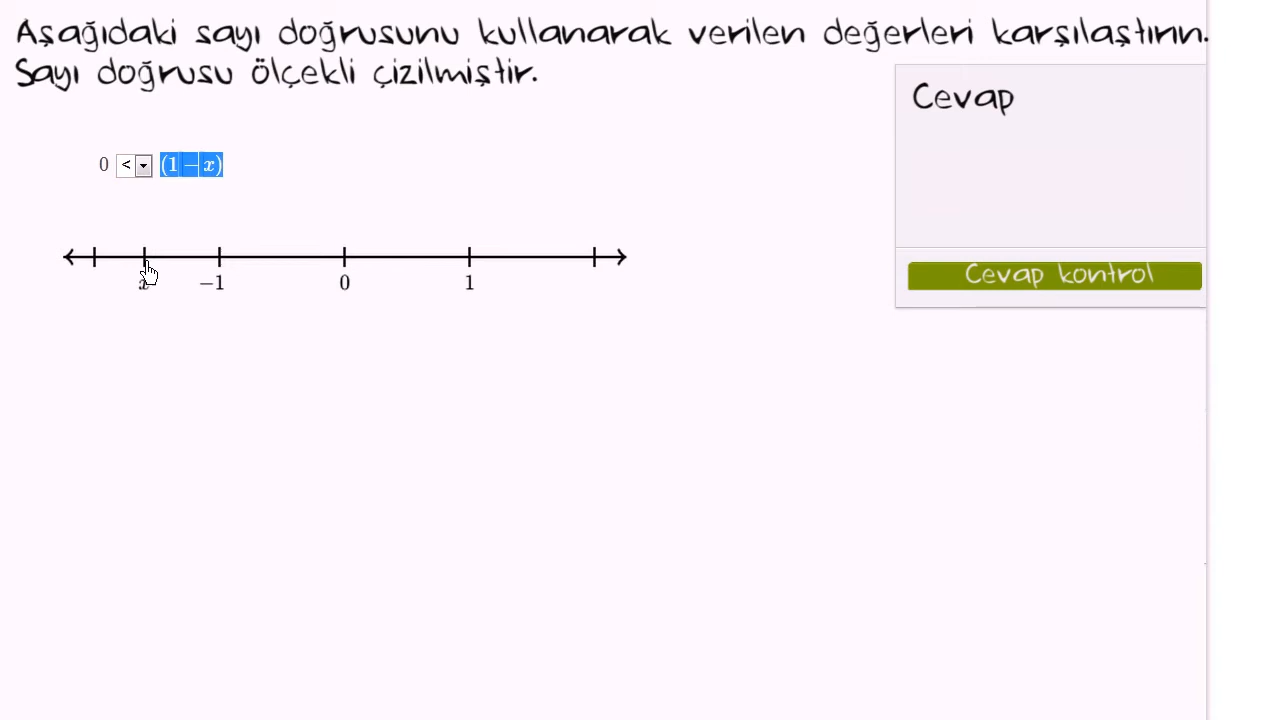 Aşağıdaki sayı doğrusunu kullanarak verilen değerleri karşılaştırın.
Sayı doğrusu ölçekli çizilmiştir.
Cevap
0 < (1 − x)
Cevap kontrol
x −1 0 1